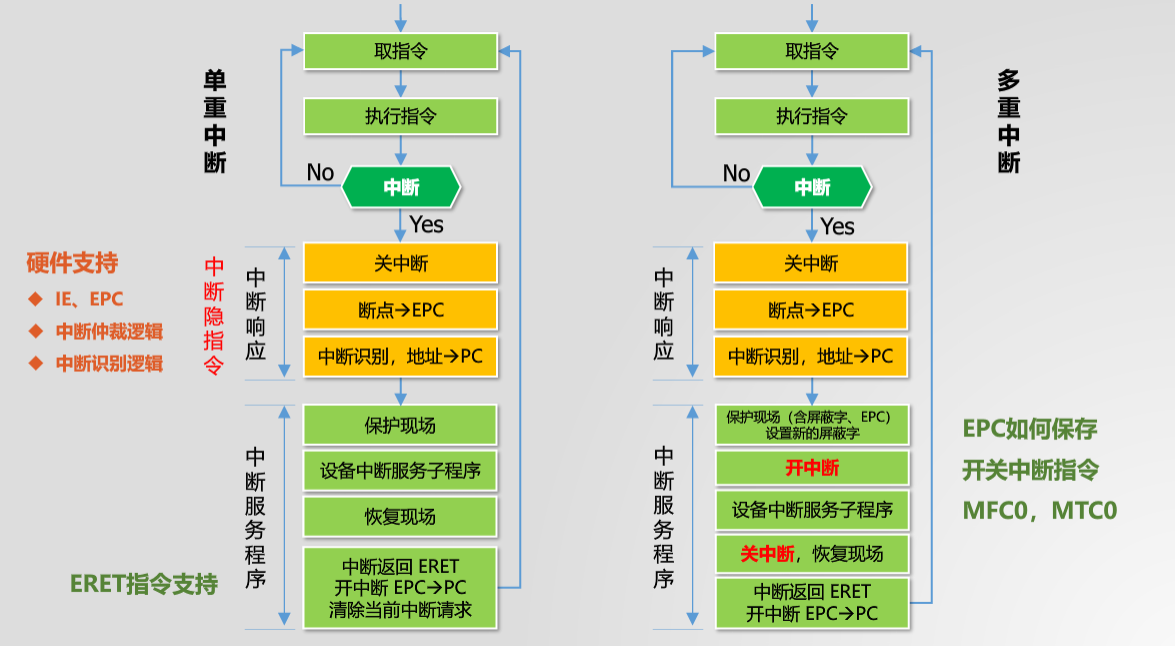 单重中断
取指令
执行指令
中断
No
Yes
硬件支持
◆ IE、EPC
◆ 中断仲裁逻辑
◆ 中断识别逻辑
中断隐指令
中断响应
关中断
断点→EPC
中断识别，地址→PC
中断服务程序
保护现场
设备中断服务子程序
恢复现场
中断返回 ERET
开中断 EPC→PC
清除当前中断请求
ERET指令支持
多重中断
取指令
执行指令
中断
No
Yes
中断响应
关中断
断点→EPC
中断识别，地址→PC
中断服务程序
保护现场（含屏蔽字、EPC）
设置新的屏蔽字
开中断
设备中断服务子程序
关中断，恢复现场
中断返回 ERET
开中断 EPC→PC
EPC如何保存
开关中断指令
MFC0，MTC0